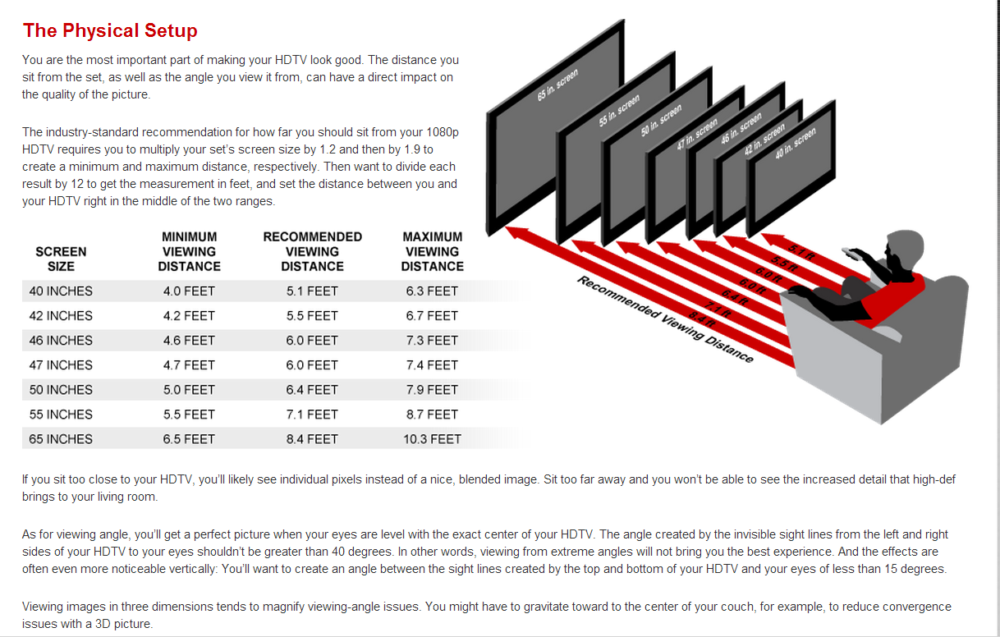 The Physical Setup
You are the most important part of making your HDTV look good. The distance you
sit from the set, as well as the angle you view it from, can have a direct impact on
the quality of the picture.
The industry-standard recommendation for how far you should sit from your 1080p
HDTV requires you to multiply your set's screen size by 1.2 and then by 1.9 to
create a minimum and maximum distance, respectively. Then want to divide each
result by 12 to get the measurement in feet, and set the distance between you and
your HDTV right in the middle of the two ranges.
65 in. screen
55 in. screen
50 in. screen
47 in. screen
46 in. screen
42 in. screen
40 in. screen
5.1 ft
5.5 ft
6.0 ft
6.0 ft
6.4 ft
7.1 ft
8.4 ft
Recommended Viewing Distance
SCREEN SIZE MINIMUM VIEWING DISTANCE RECOMMENDED VIEWING DISTANCE MAXIMUM VIEWING DISTANCE
40 INCHES 4.0 FEET 5.1 FEET 6.3 FEET
42 INCHES 4.2 FEET 5.5 FEET 6.7 FEET
46 INCHES 4.6 FEET 6.0 FEET 7.3 FEET
47 INCHES 4.7 FEET 6.0 FEET 7.4 FEET
50 INCHES 5.0 FEET 6.4 FEET 7.9 FEET
55 INCHES 5.5 FEET 7.1 FEET 8.7 FEET
65 INCHES 6.5 FEET 8.4 FEET 10.3 FEET
If you sit too close to your HDTV, you'll likely see individual pixels instead of a nice, blended image. Sit too far away and you won't be able to see the increased detail that high-def
brings to your living room.
As for viewing angle, you'll get a perfect picture when your eyes are level with the exact center of your HDTV. The angle created by the invisible sight lines from the left and right
sides of your HDTV to your eyes shouldn't be greater than 40 degrees. In other words, viewing from extreme angles will not bring you the best experience. And the effects are
often even more noticeable vertically: You'll want to create an angle between the sight lines created by the top and bottom of your HDTV and your eyes of less than 15 degrees.
Viewing images in three dimensions tends to magnify viewing-angle issues. You might have to gravitate toward to the center of your couch, for example, to reduce convergence
issues with a 3D picture.